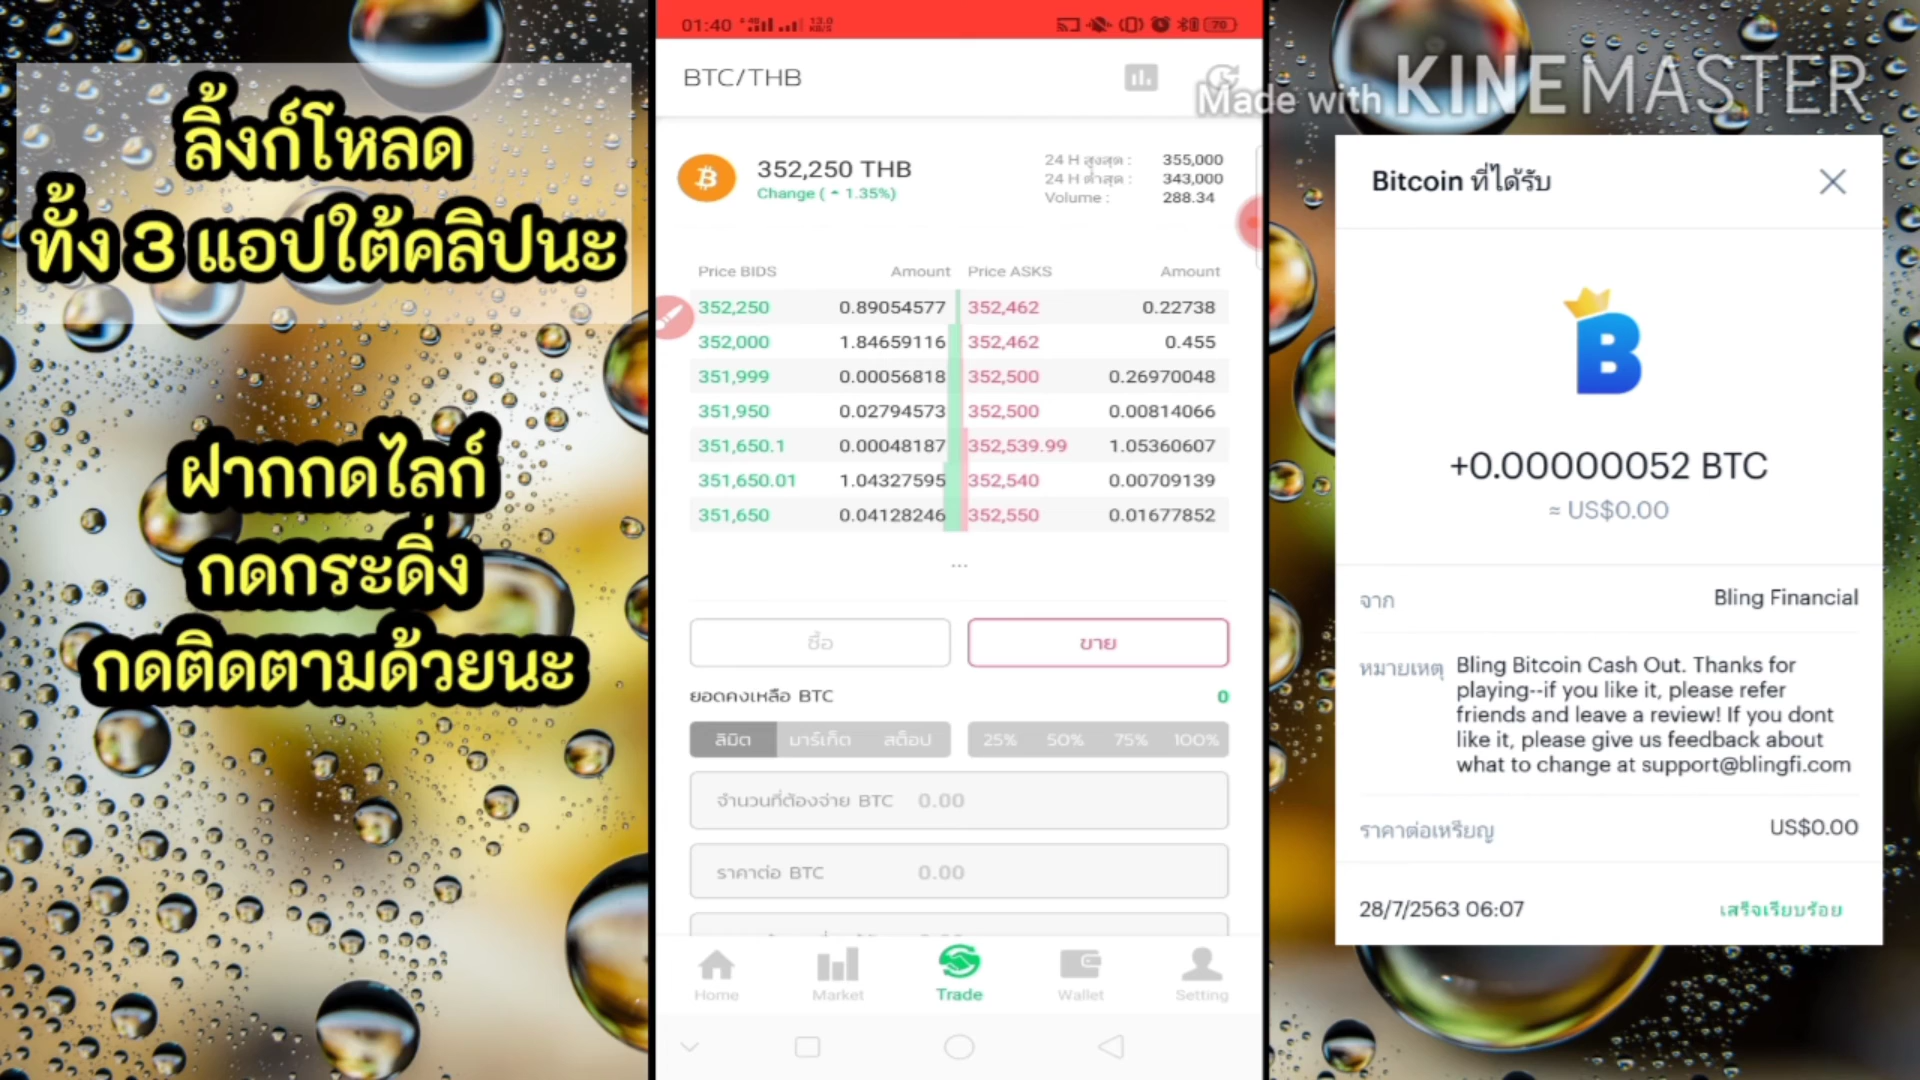 ลิ้งก์โหลด
ทั้ง 3 แอปใต้คลิปนะ
ฝากกดไลก์
กดกระดิ่ง
กดติดตามด้วยนะ
01:40 4G 13.0 KB/S 70
BTC/THB
352,250 THB
Change ( 1.35%)
24 H สูงสุด : 355,000
24 H ต่ำสุด : 343,000
Volume : 288.34
Price BIDS Amount Price ASKS Amount
352,250 0.89054577 352,462 0.22738
352,000 1.84659116 352,462 0.455
351,999 0.00056818 352,500 0.26970048
351,950 0.02794573 352,500 0.00814066
351,650.1 0.00048187 352,539.99 1.05360607
351,650.01 1.04327595 352,540 0.00709139
351,650 0.04128246 352,550 0.01677852
...
ซื้อ ขาย
ยอดคงเหลือ BTC 0
ลิมิต มาร์เก็ต สต็อป 25% 50% 75% 100%
จำนวนที่ต้องจ่าย BTC 0.00
ราคาต่อ BTC 0.00
Home Market Trade Wallet Setting
Made with KINEMASTER
Bitcoin ที่ได้รับ
+0.00000052 BTC
≈ US$0.00
จาก Bling Financial
หมายเหตุ Bling Bitcoin Cash Out. Thanks for
playing--if you like it, please refer
friends and leave a review! If you dont
like it, please give us feedback about
what to change at support@blingfi.com
ราคาต่อเหรียญ US$0.00
28/7/2563 06:07 เสร็จเรียบร้อย